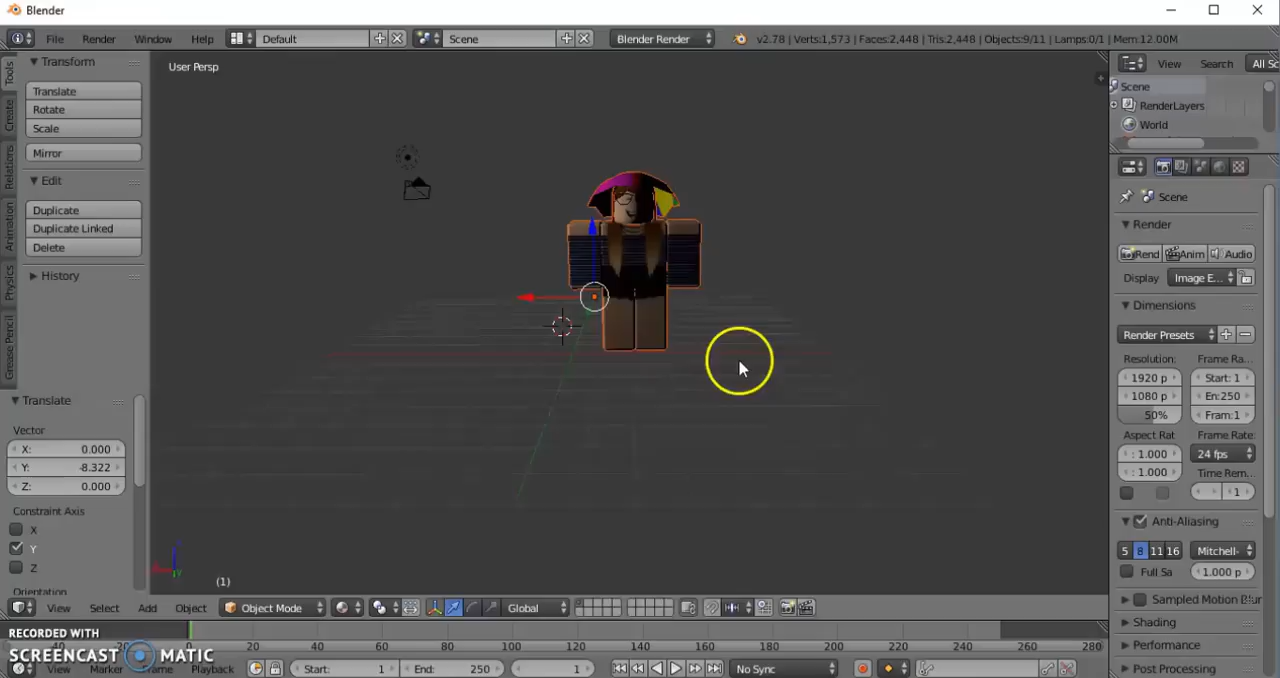 Blender
File Render Window Help Default Scene Blender Render v2.78 | Verts:1,573 | Faces:2,448 | Tris:2,448 | Objects:9/11 | Lamps:0/1 | Mem:12.00M
Tools
Create
Relations
Animation
Physics
Grease Pencil
Transform
Translate
Rotate
Scale
Mirror
Edit
Duplicate
Duplicate Linked
Delete
History
Translate
Vector
X: 0.000
Y: -8.322
Z: 0.000
Constraint Axis
X
Y
Z
Orientation
User Persp
(1)
View Search All Sc
Scene
RenderLayers
World
Scene
Render
Rend Anim Audio
Display Image E...
Dimensions
Render Presets
Resolution: Frame Ra...
1920 p Start: 1
1080 p En:250
50% Fram:1
Aspect Rat Frame Rate:
: 1.000 24 fps
: 1.000 Time Rem...
1
Anti-Aliasing
5 8 11 16 Mitchell-
Full Sa 1.000 p
Sampled Motion Blur
Shading
Performance
Post Processing
View Select Add Object Object Mode Global
RECORDED WITH
SCREENCAST MATIC
0 20 40 60 80 100 120 140 160 180 200 220 240 260 280
View Marker Frame Playback Start: 1 End: 250 1 No Sync